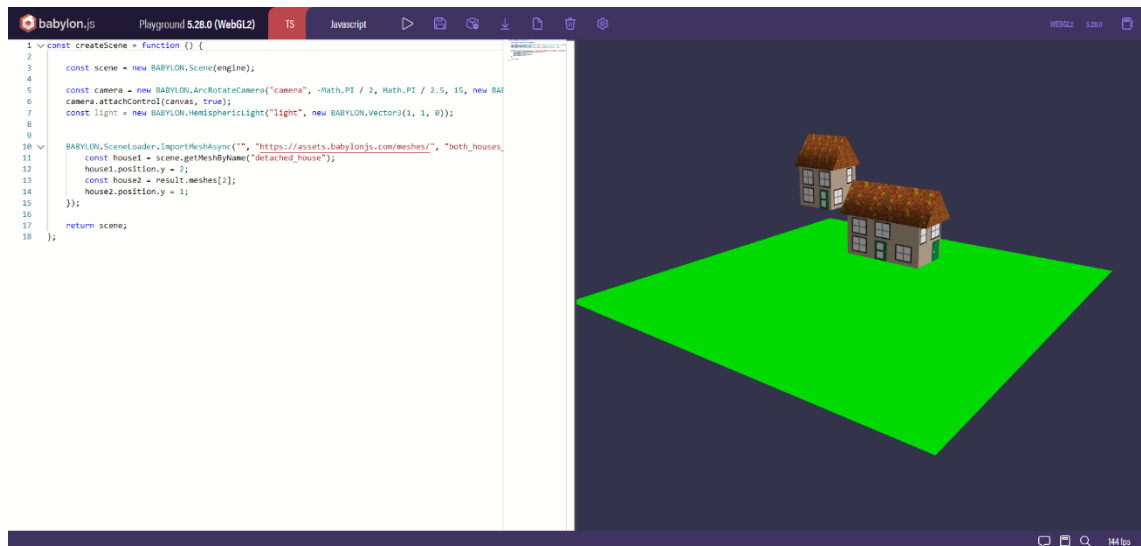 babylon.js Playground 5.28.0 (WebGL2) TS Javascript WEBGL2 5.28.0
1 const createScene = function () {
2
3 const scene = new BABYLON.Scene(engine);
4
5 const camera = new BABYLON.ArcRotateCamera("camera", -Math.PI / 2, Math.PI / 2.5, 15, new BAB
6 camera.attachControl(canvas, true);
7 const light = new BABYLON.HemisphericLight("light", new BABYLON.Vector3(1, 1, 0));
8
9
10 BABYLON.SceneLoader.ImportMeshAsync("", "https://assets.babylonjs.com/meshes/", "both_houses_
11 const house1 = scene.getMeshByName("detached_house");
12 house1.position.y = 2;
13 const house2 = result.meshes[2];
14 house2.position.y = 1;
15 });
16
17 return scene;
18 };
144 fps